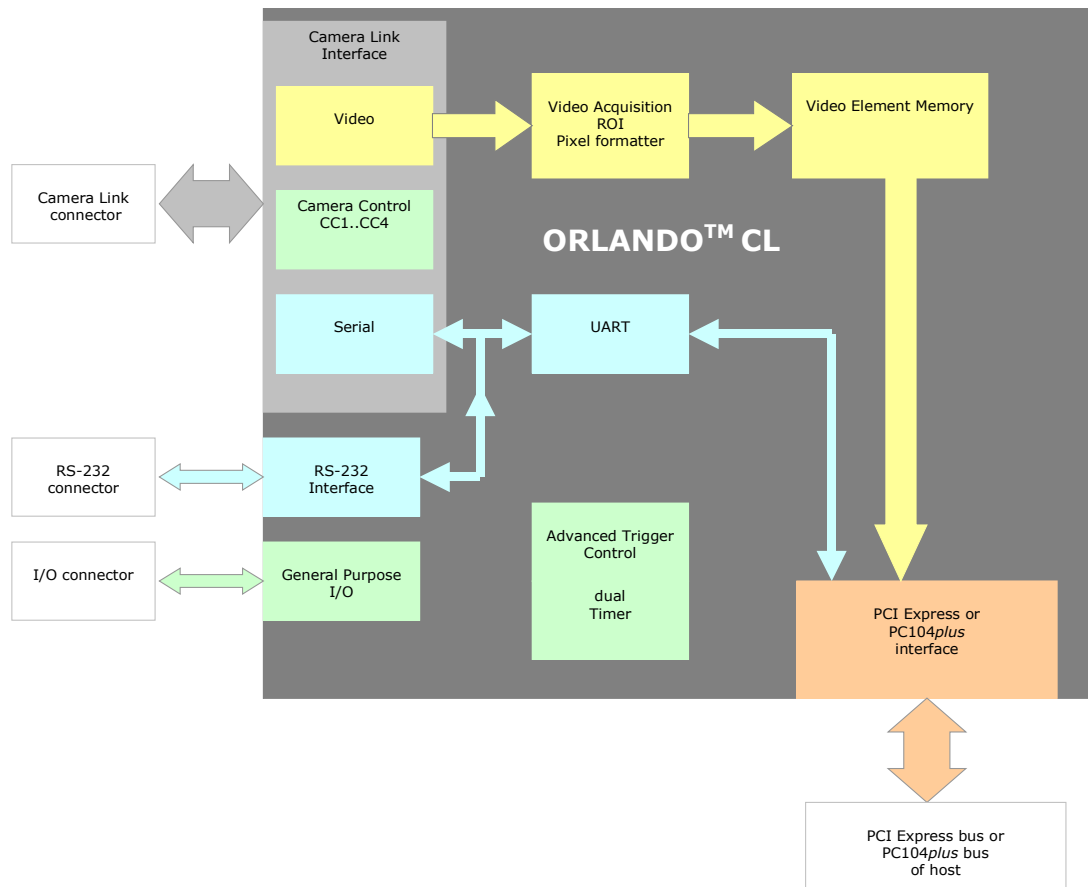 Camera Link
Interface
Video
Video Acquisition
ROI
Pixel formatter
Video Element Memory
Camera Link
connector
Camera Control
CC1..CC4
ORLANDO™ CL
Serial
UART
RS-232
connector
RS-232
Interface
I/O connector
General Purpose
I/O
Advanced Trigger
Control
dual
Timer
PCI Express or
PC104plus
interface
PCI Express bus or
PC104plus bus
of host